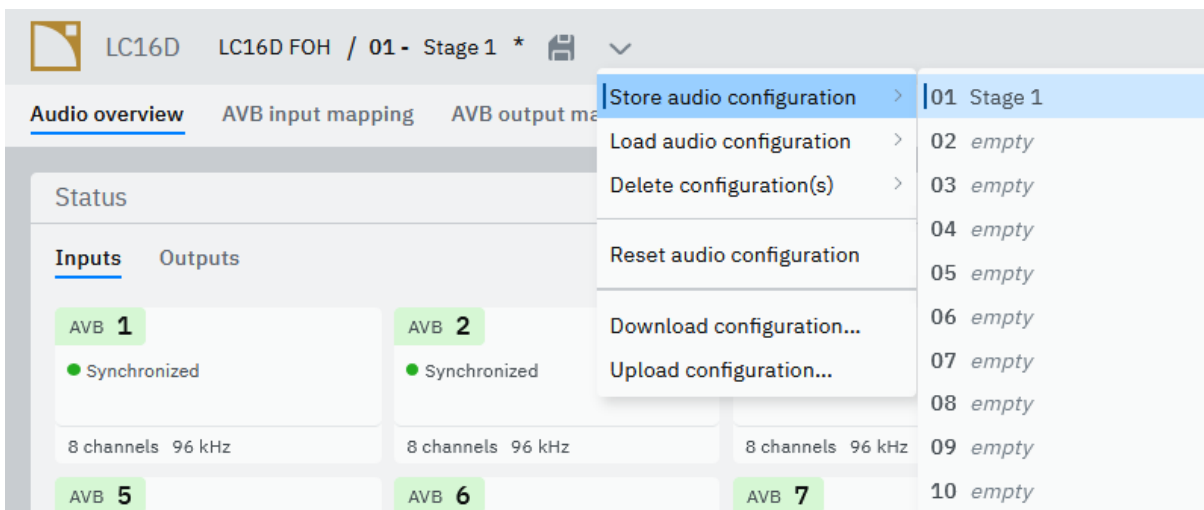 LC16D LC16D FOH / 01 - Stage 1 *
Audio overview AVB input mapping AVB output ma
Store audio configuration
Load audio configuration
Delete configuration(s)
Reset audio configuration
Download configuration...
Upload configuration...
01 Stage 1
02 empty
03 empty
04 empty
05 empty
06 empty
07 empty
08 empty
09 empty
10 empty
Status
Inputs Outputs
AVB 1
Synchronized
8 channels 96 kHz
AVB 2
Synchronized
8 channels 96 kHz
8 channels 96 kHz
AVB 5
AVB 6
AVB 7